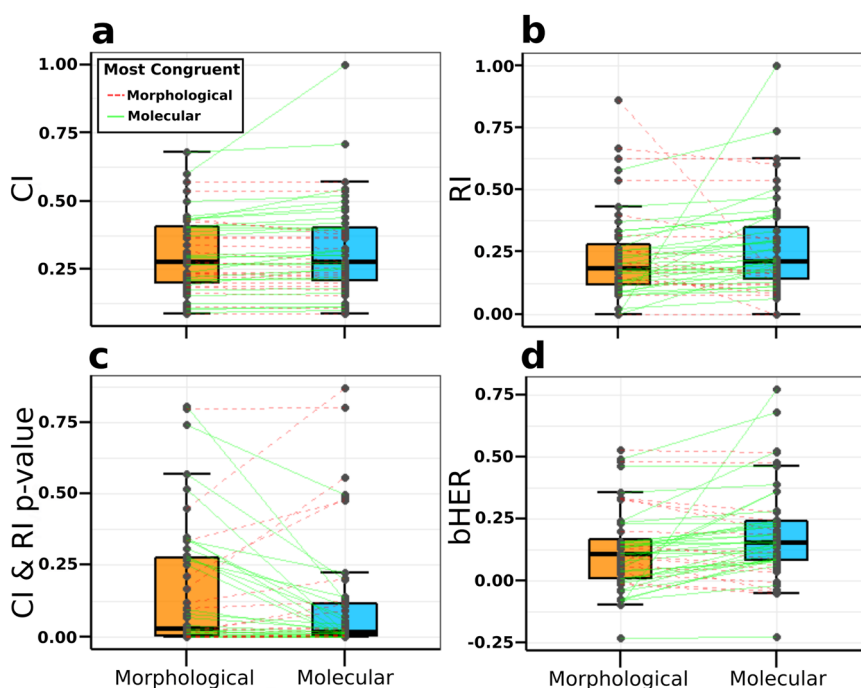 a
CI
1.00
0.75
0.50
0.25
Most Congruent
Morphological
Molecular
b
RI
1.00
0.75
0.50
0.25
0.00
c
CI & RI p-value
0.75
0.50
0.25
0.00
Morphological
Molecular
d
bHER
0.75
0.50
0.25
0.00
-0.25
Morphological
Molecular